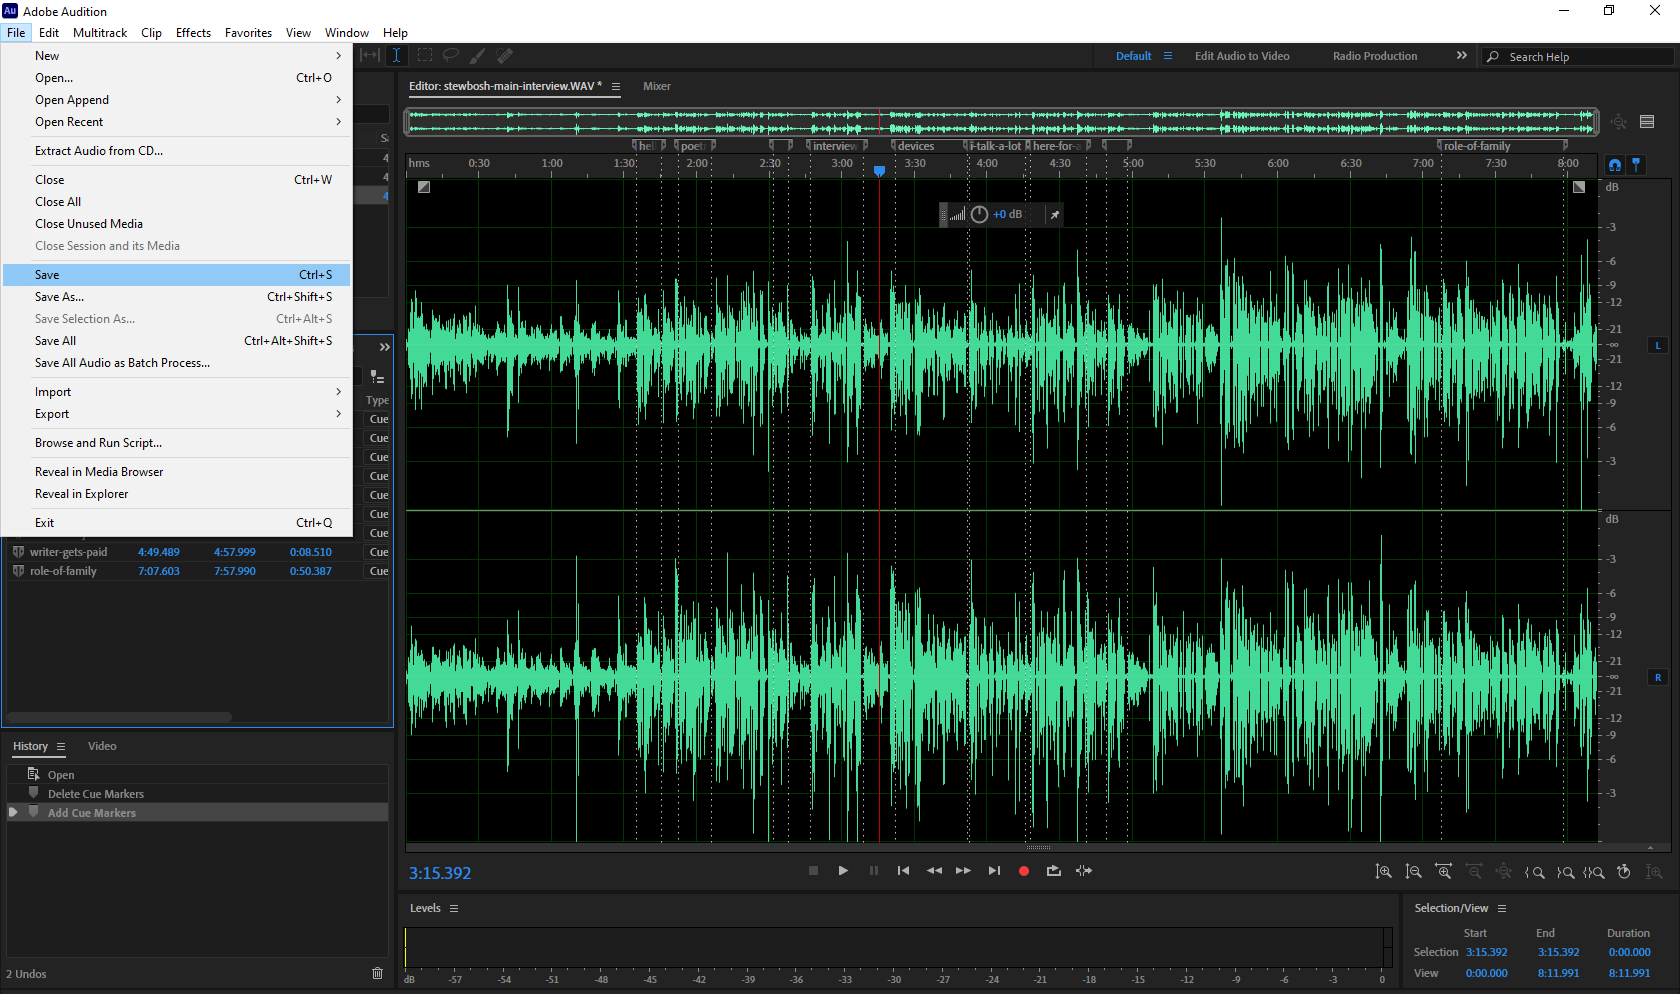 Au Adobe Audition
File Edit Multitrack Clip Effects Favorites View Window Help
New
Open... Ctrl+O
Open Append
Open Recent
Extract Audio from CD...
Close Ctrl+W
Close All
Close Unused Media
Close Session and its Media
Save Ctrl+S
Save As... Ctrl+Shift+S
Save Selection As... Ctrl+Alt+S
Save All Ctrl+Alt+Shift+S
Save All Audio as Batch Process...
Import
Export
Browse and Run Script...
Reveal in Media Browser
Reveal in Explorer
Exit Ctrl+Q
Default Edit Audio to Video Radio Production Search Help
4
4
4
Type
Cue
Cue
Cue
Cue
Cue
Cue
Cue
writer-gets-paid 4:49.489 4:57.999 0:08.510 Cue
role-of-family 7:07.603 7:57.990 0:50.387 Cue
History Video
Open
Delete Cue Markers
Add Cue Markers
2 Undos
Editor: stewbosh-main-interview.WAV * Mixer
hel poet interview devices i-talk-a-lot here-for- role-of-family
hms 0:30 1:00 1:30 2:00 2:30 3:00 3:30 4:00 4:30 5:00 5:30 6:00 6:30 7:00 7:30 8:00
+0 dB
dB
-3
-6
-9
-12
-21
-∞
-21
-12
-9
-6
-3
L
dB
-3
-6
-9
-12
-21
-∞
-21
-12
-9
-6
-3
R
3:15.392
Levels
dB -57 -54 -51 -48 -45 -42 -39 -36 -33 -30 -27 -24 -21 -18 -15 -12 -9 -6 -3 0
Selection/View
Start End Duration
Selection 3:15.392 3:15.392 0:00.000
View 0:00.000 8:11.991 8:11.991